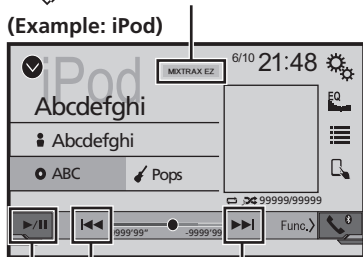 (Example: iPod)
iPod
MIXTRAX EZ
6/10 21:48
Abcdefghi
EQ
Abcdefghi
ABC
Pops
99999/99999
9999'99"
-9999'99
Func.